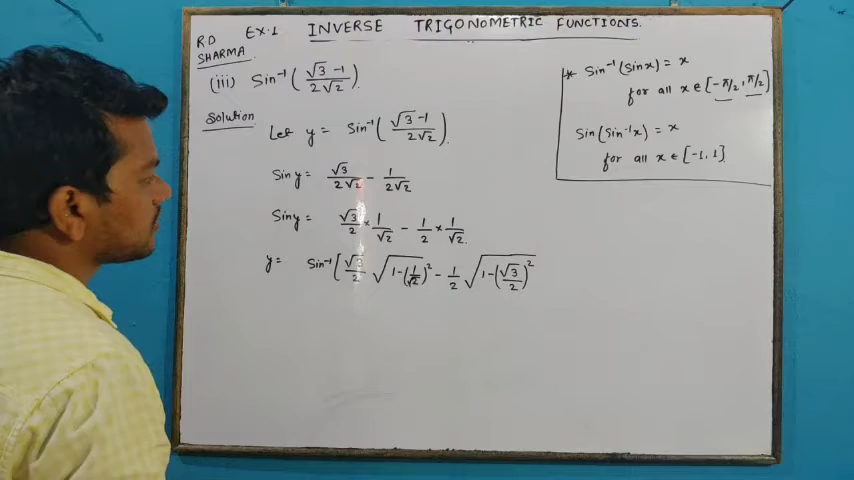 R.D SHARMA EX.1 INVERSE TRIGONOMETRIC FUNCTIONS.
(iii) Sin⁻¹(√3-1/2√2).
Solution Let y = Sin⁻¹(√3-1/2√2).
Sin y = √3/2√2 - 1/2√2
Sin y = √3/2 × 1/√2 - 1/2 × 1/√2.
y = Sin⁻¹[√3/2 √1-(1/√2)² - 1/2 √1-(√3/2)²
* Sin⁻¹(Sin x) = x
for all x ∈ [-π/2, π/2]
Sin(Sin⁻¹x) = x
for all x ∈ [-1, 1]